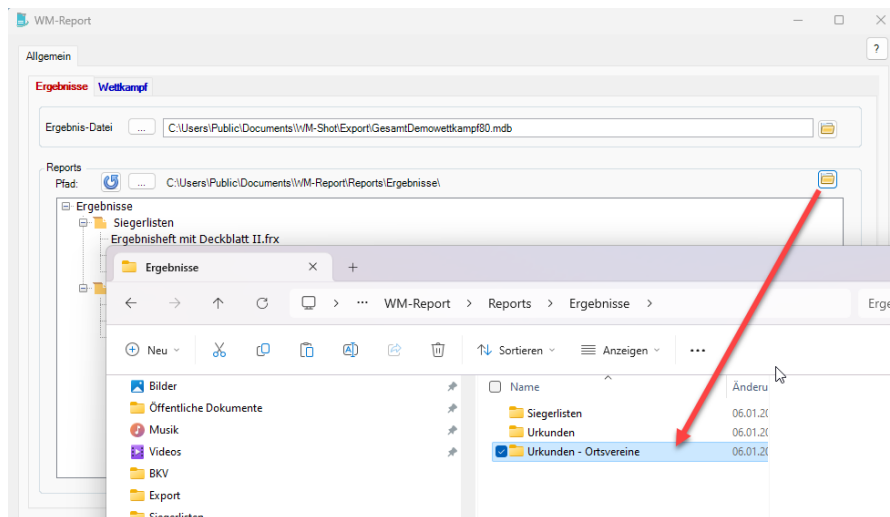 WM-Report
?
Allgemein
Ergebnisse Wettkampf
Ergebnis-Datei ... C:\Users\Public\Documents\WM-Shot\Export\GesamtDemowettkampf80.mdb
Reports
Pfad: ... C:\Users\Public\Documents\WM-Report\Reports\Ergebnisse\
Ergebnisse
Siegerlisten
Ergebnisheft mit Deckblatt II.frx
Ergebnisse
WM-Report > Reports > Ergebnisse >
Erge
Neu Sortieren Anzeigen
Bilder
Öffentliche Dokumente
Musik
Videos
BKV
Export
Siegerlisten
Name Änderu
Siegerlisten 06.01.20
Urkunden 06.01.20
Urkunden - Ortsvereine 06.01.20